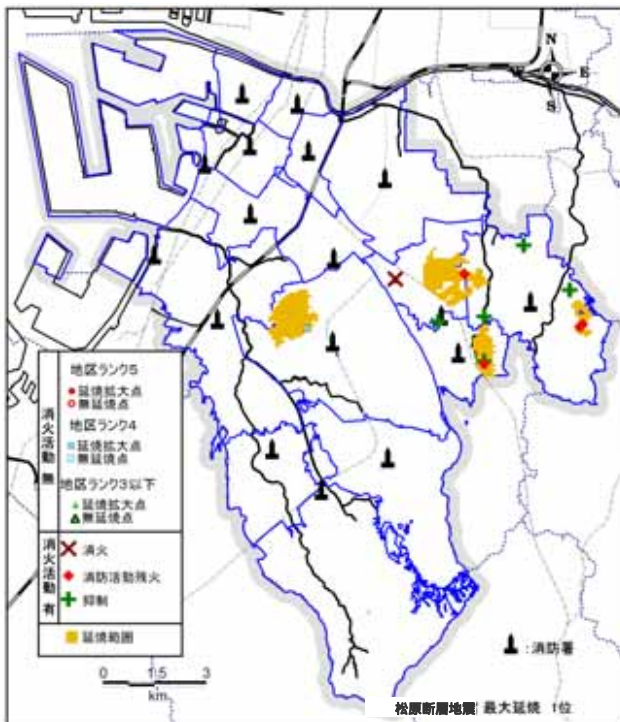 N
W E
S
地区ランク5
延焼拡大点
無延焼点
地区ランク4
延焼拡大点
無延焼点
地区ランク3以下
延焼拡大点
無延焼点
消火活動 無
消火
消防活動残火
抑制
消火活動 有
延焼範囲
0 1.5 3
km
:消防署
松原断層地震 最大延焼 1位